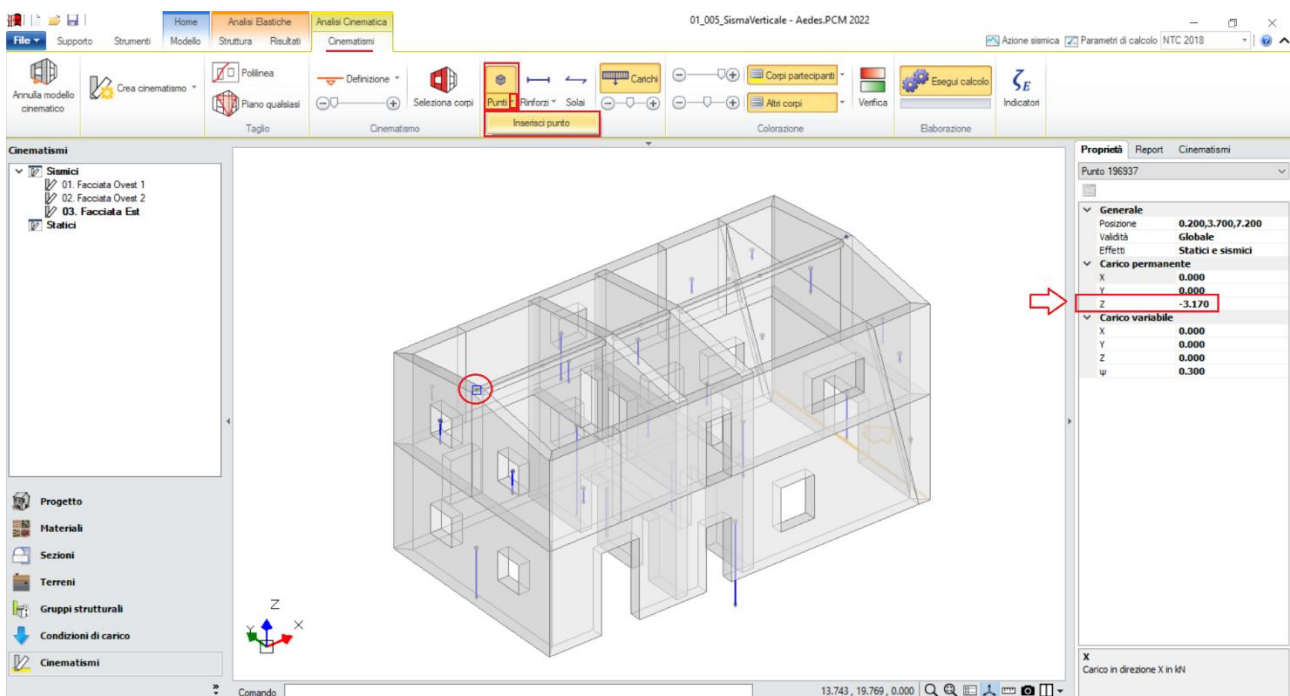 01_005_SismaVerticale - Aedes.PCM 2022
Home Analisi Elastiche Analisi Cinematica
File Supporto Strumenti Modello Struttura Risultati Cinematismi
Azione sismica Parametri di calcolo NTC 2018
Annulla modello cinematico
Crea cinematismo
Polilinea
Piano qualsiasi
Taglio
Definizione
Seleziona corpi
Cinematismo
Punti Rinforzi Solai
Inserisci punto
Carichi
Corpi partecipanti
Altri corpi
Verifica
Colorazione
Esegui calcolo
Elaborazione
ζE
Indicatori
Cinematismi
Sismici
01. Facciata Ovest 1
02. Facciata Ovest 2
03. Facciata Est
Statici
Progetto
Materiali
Sezioni
Terreni
Gruppi strutturali
Condizioni di carico
Cinematismi
Z
Y X
Comando
13.743 , 19.769 , 0.000
Proprietà Report Cinematismi
Punto 196937
Generale
Posizione 0.200,3.700,7.200
Validità Globale
Effetti Statici e sismici
Carico permanente
X 0.000
Y 0.000
Z -3.170
Carico variabile
X 0.000
Y 0.000
Z 0.000
ψ 0.300
X
Carico in direzione X in kN